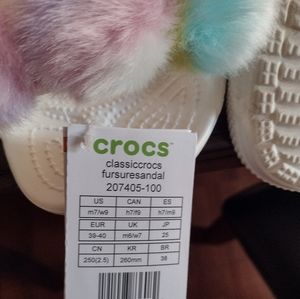 crocs
classiccrocs
fursuresandal
207405-100
US CAN ES
m7/w9 h7/f9 h7/m9
EUR UK JP
39-40 m6/w7 25
CN KR BR
250(2.5) 260mm 38